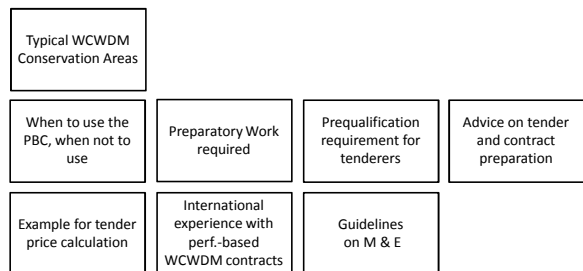 Typical WCWDM
Conservation Areas
When to use the
PBC, when not to
use
Preparatory Work
required
Prequalification
requirement for
tenderers
Advice on tender
and contract
preparation
Example for tender
price calculation
International
experience with
perf.-based
WCWDM contracts
Guidelines
on M & E